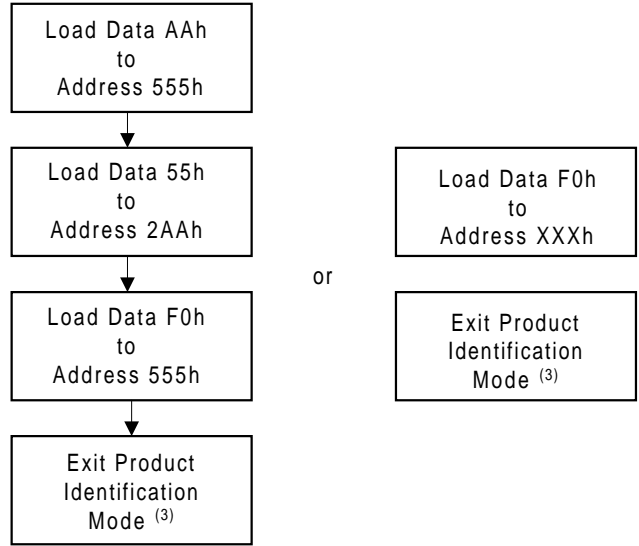 Load Data AAh
to
Address 555h
Load Data 55h
to
Address 2AAh
Load Data F0h
to
Address 555h
Exit Product
Identification
Mode (3)
or
Load Data F0h
to
Address XXXh
Exit Product
Identification
Mode (3)